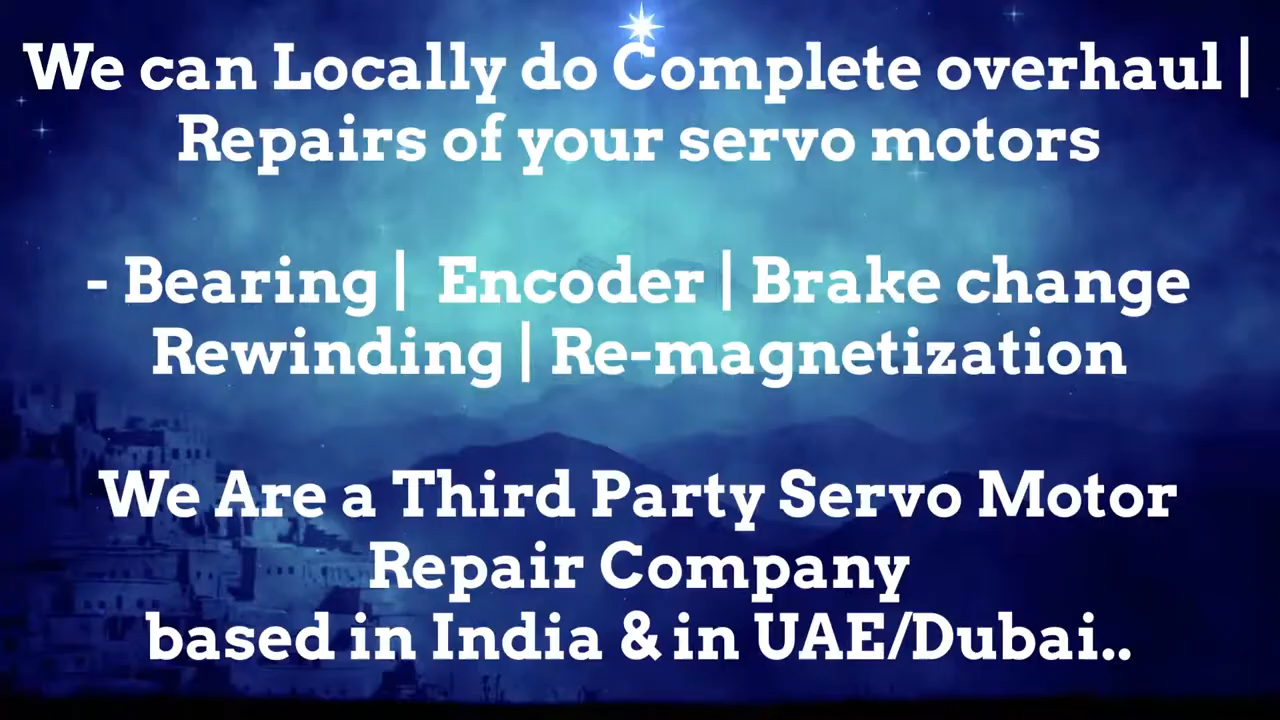 We can Locally do Complete overhaul |
Repairs of your servo motors
- Bearing | Encoder | Brake change
Rewinding | Re-magnetization
We Are a Third Party Servo Motor
Repair Company
based in India & in UAE/Dubai..